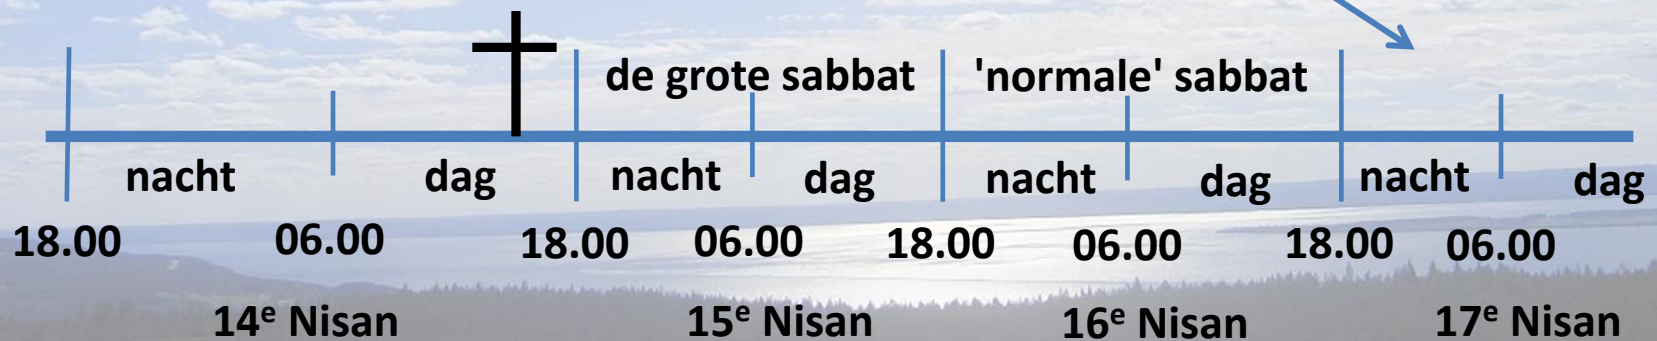 de grote sabbat 'normale' sabbat
nacht dag nacht dag nacht dag nacht dag
18.00 06.00 18.00 06.00 18.00 06.00 18.00 06.00
14e Nisan 15e Nisan 16e Nisan 17e Nisan